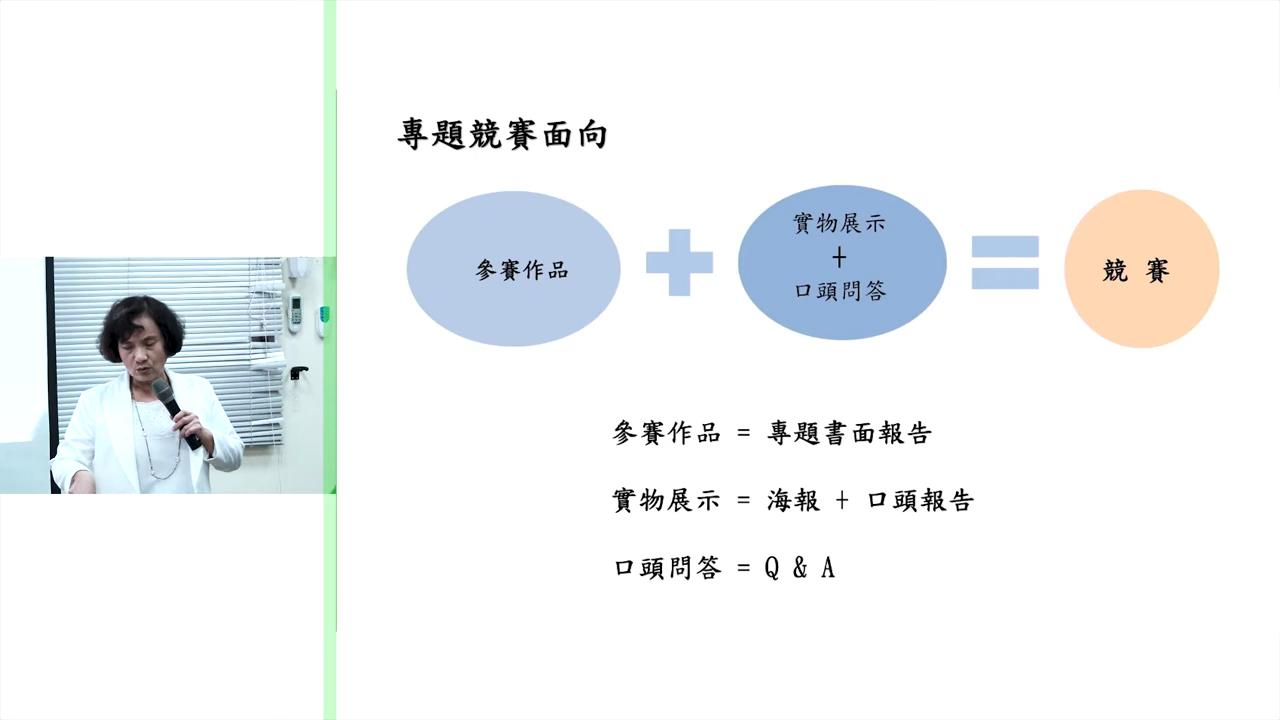 專題競賽面向
參賽作品
實物展示
+
口頭問答
競 賽
參賽作品 = 專題書面報告
實物展示 = 海報 + 口頭報告
口頭問答 = Q & A